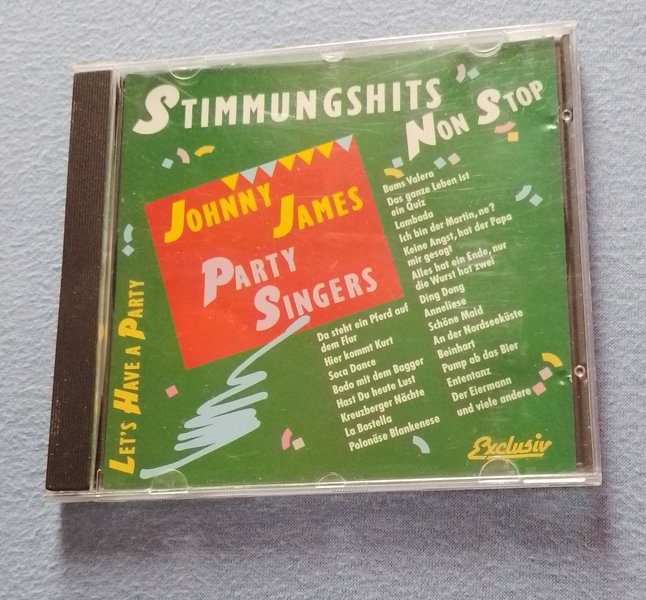 STIMMUNGSHITS
NON STOP
JOHNNY
JAMES
PARTY
SINGERS
LET'S HAVE A PARTY
Bums Valera
Das ganze Leben ist
ein Quiz
Lambada
Ich bin der Martin, ne?
Keine Angst, hat der Papa
mir gesagt
Alles hat ein Ende, nur
die Wurst hat zwei
Ding Dong
Anneliese
Schöne Maid
An der Nordseeküste
Beinhart
Pump ab das Bier
Ententanz
Der Eiermann
und viele andere
Da steht ein Pferd auf
dem Flur
Hier kommt Kurt
Soca Dance
Bodo mit dem Bagger
Hast Du heute Lust
Kreuzberger Nächte
La Bostella
Polonäse Blankenese
Exclusiv